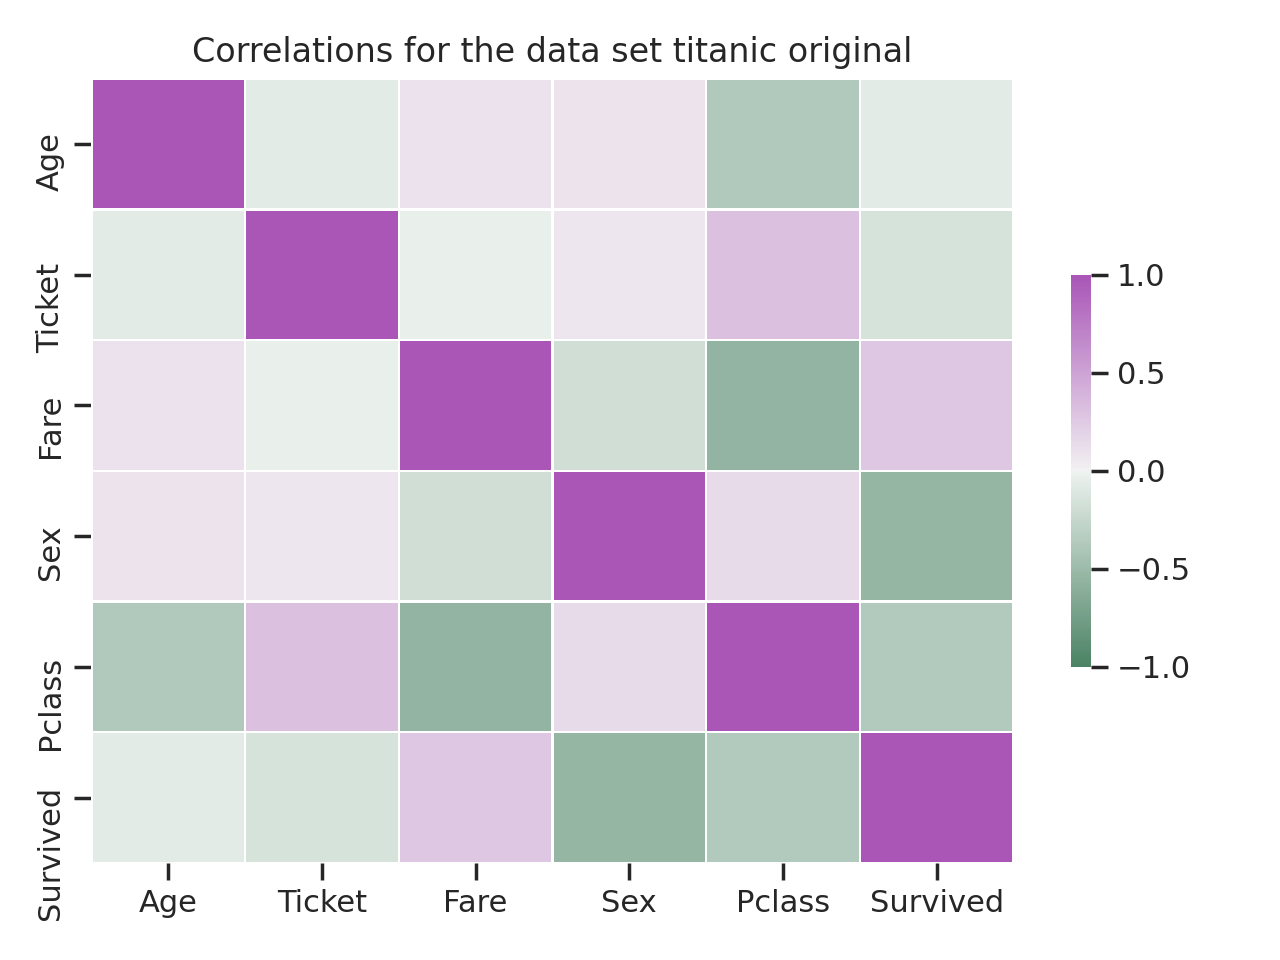 Correlations for the data set titanic original
Age
Ticket
Fare
Sex
Pclass
Survived
Age Ticket Fare Sex Pclass Survived
1.0
0.5
0.0
−0.5
−1.0